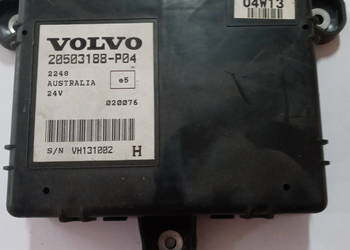 04W13
VOLVO
20503188-P04
2248
AUSTRALIA
e5
24V
020076
S/N VH131002 H